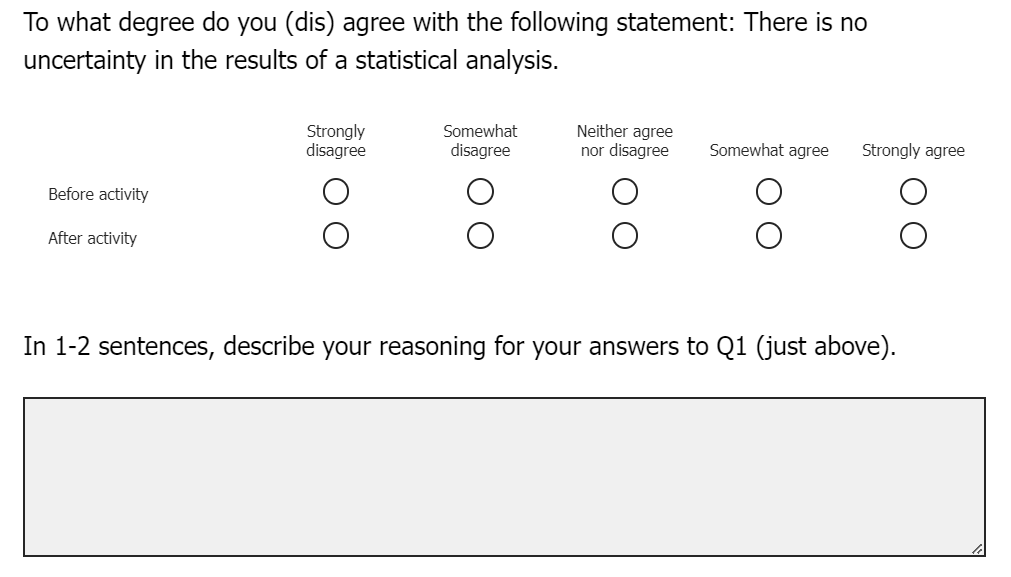 To what degree do you (dis) agree with the following statement: There is no
uncertainty in the results of a statistical analysis.
Strongly disagree
Somewhat disagree
Neither agree nor disagree
Somewhat agree
Strongly agree
Before activity
After activity
In 1-2 sentences, describe your reasoning for your answers to Q1 (just above).